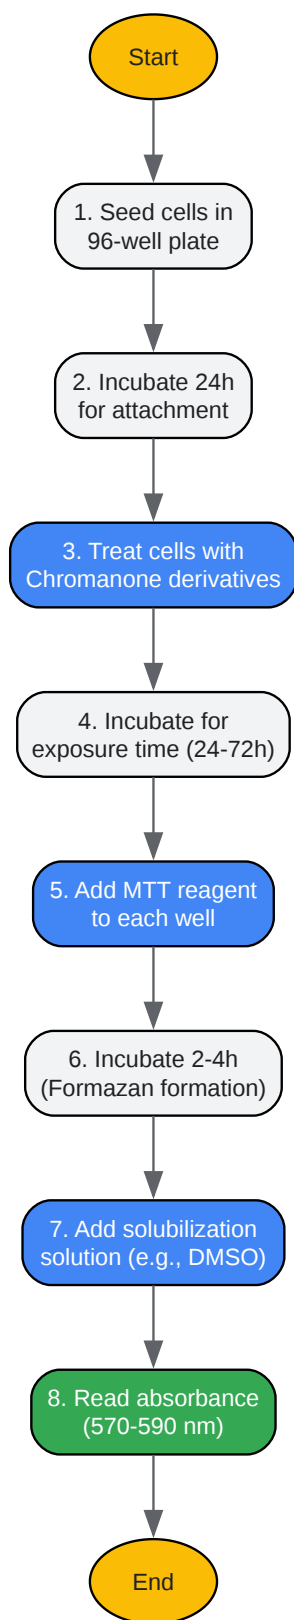 Start
1. Seed cells in
96-well plate
2. Incubate 24h
for attachment
3. Treat cells with
Chromanone derivatives
4. Incubate for
exposure time (24-72h)
5. Add MTT reagent
to each well
6. Incubate 2-4h
(Formazan formation)
7. Add solubilization
solution (e.g., DMSO)
8. Read absorbance
(570-590 nm)
End